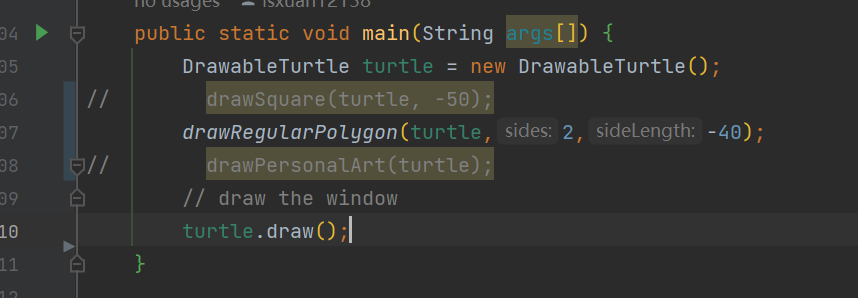 no usages
04 public static void main(String args[]) {
05 DrawableTurtle turtle = new DrawableTurtle();
06 // drawSquare(turtle, -50);
07 drawRegularPolygon(turtle, sides: 2, sideLength: -40);
08 // drawPersonalArt(turtle);
09 // draw the window
10 turtle.draw();
11 }